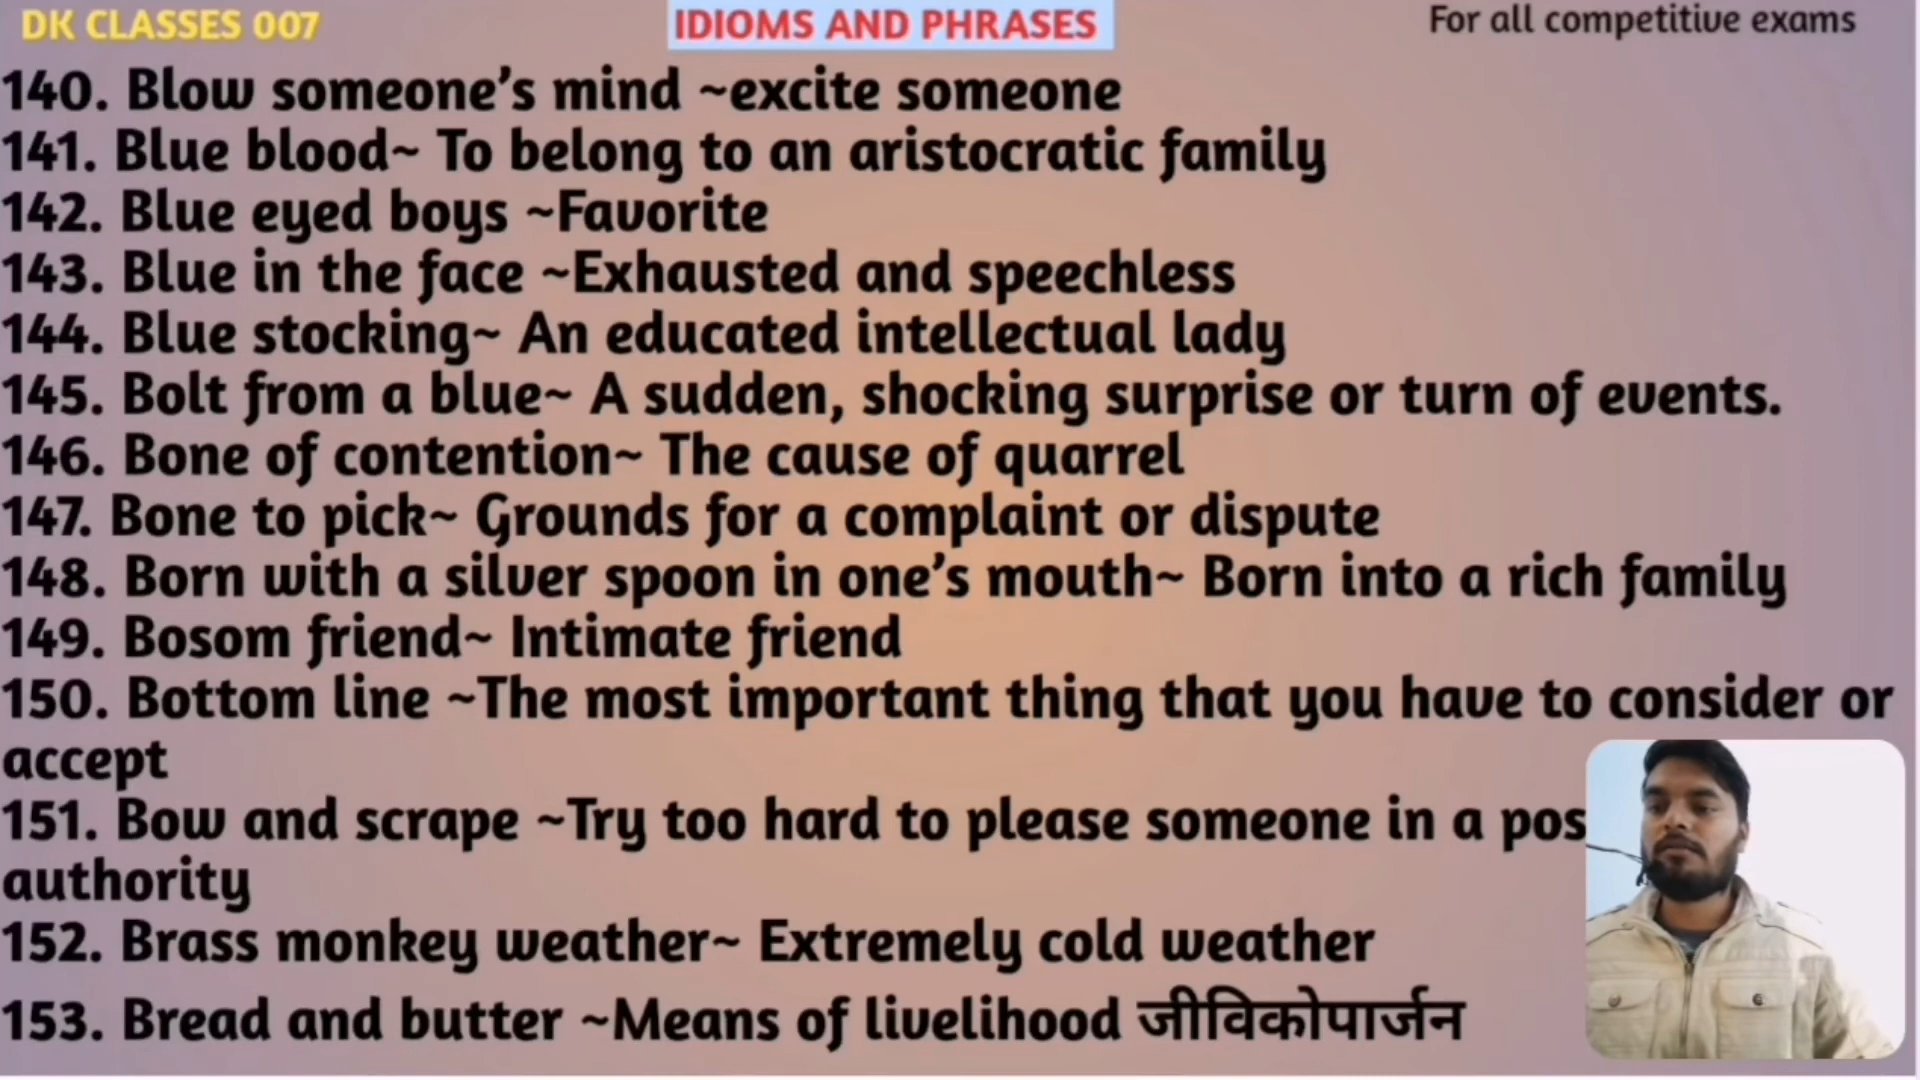 DK CLASSES 007
IDIOMS AND PHRASES
For all competitive exams
140. Blow someone’s mind ~excite someone
141. Blue blood~ To belong to an aristocratic family
142. Blue eyed boys ~Favorite
143. Blue in the face ~Exhausted and speechless
144. Blue stocking~ An educated intellectual lady
145. Bolt from a blue~ A sudden, shocking surprise or turn of events.
146. Bone of contention~ The cause of quarrel
147. Bone to pick~ Grounds for a complaint or dispute
148. Born with a silver spoon in one’s mouth~ Born into a rich family
149. Bosom friend~ Intimate friend
150. Bottom line ~The most important thing that you have to consider or
accept
151. Bow and scrape ~Try too hard to please someone in a
authority
152. Brass monkey weather~ Extremely cold weather
153. Bread and butter ~Means of livelihood जीविकोपार्जन